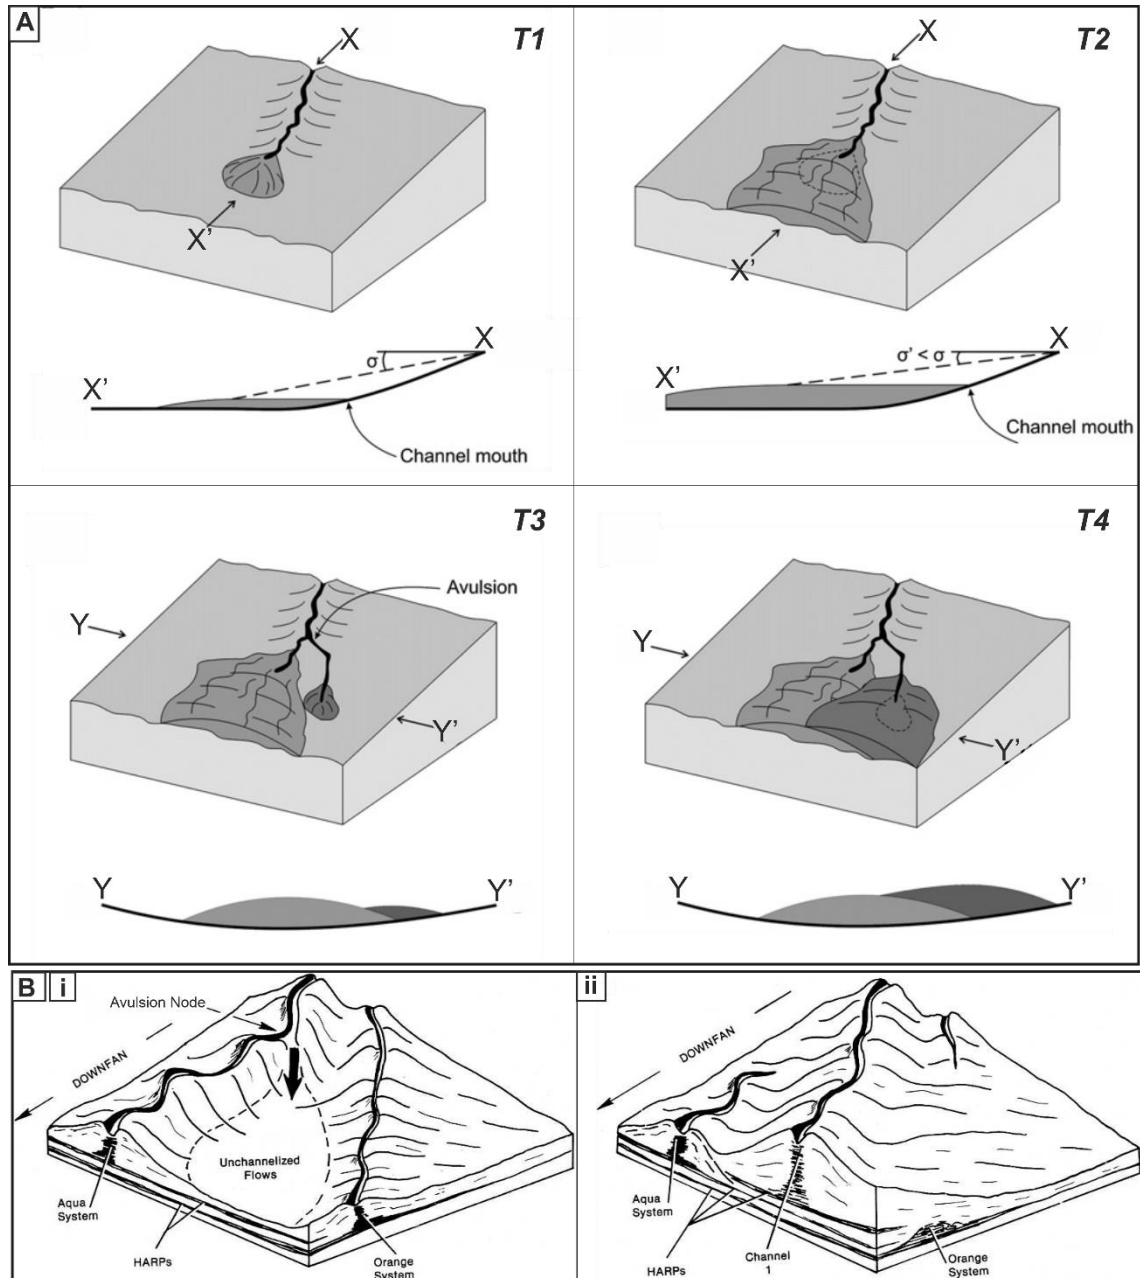 A
T1
X
X'
σ
X
X'
Channel mouth
T2
X
X'
σ' < σ
X
X'
Channel mouth
T3
Avulsion
Y
Y'
Y
Y'
T4
Y
Y'
Y
Y'
B
i
Avulsion Node
DOWNFAN
Unchannelized
Flows
Aqua
System
HARPs
Orange
System
ii
DOWNFAN
Aqua
System
HARPs
Channel
1
Orange
System